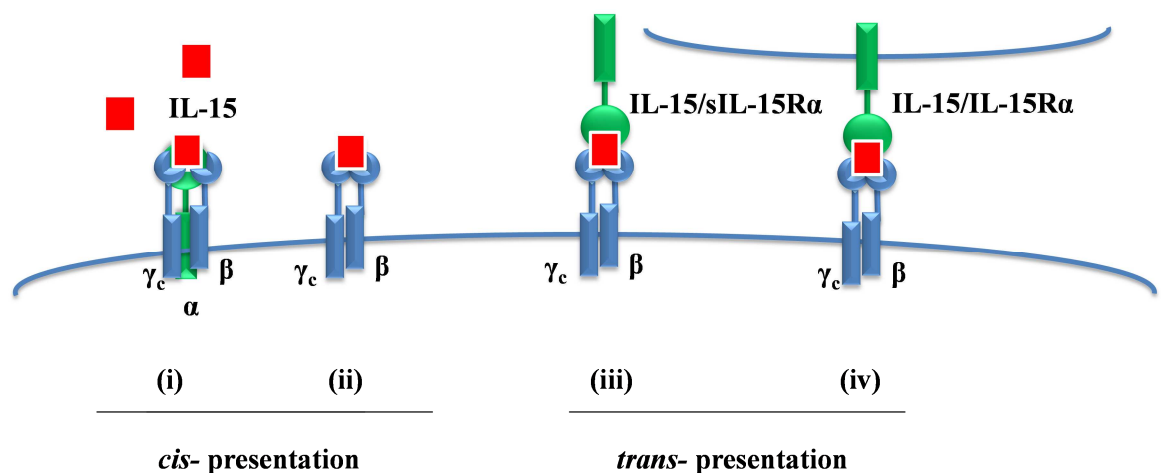 IL-15
IL-15/sIL-15Rα
IL-15/IL-15Rα
γc
β
α
γc
β
γc
β
γc
β
(i)
(ii)
(iii)
(iv)
cis- presentation
trans- presentation